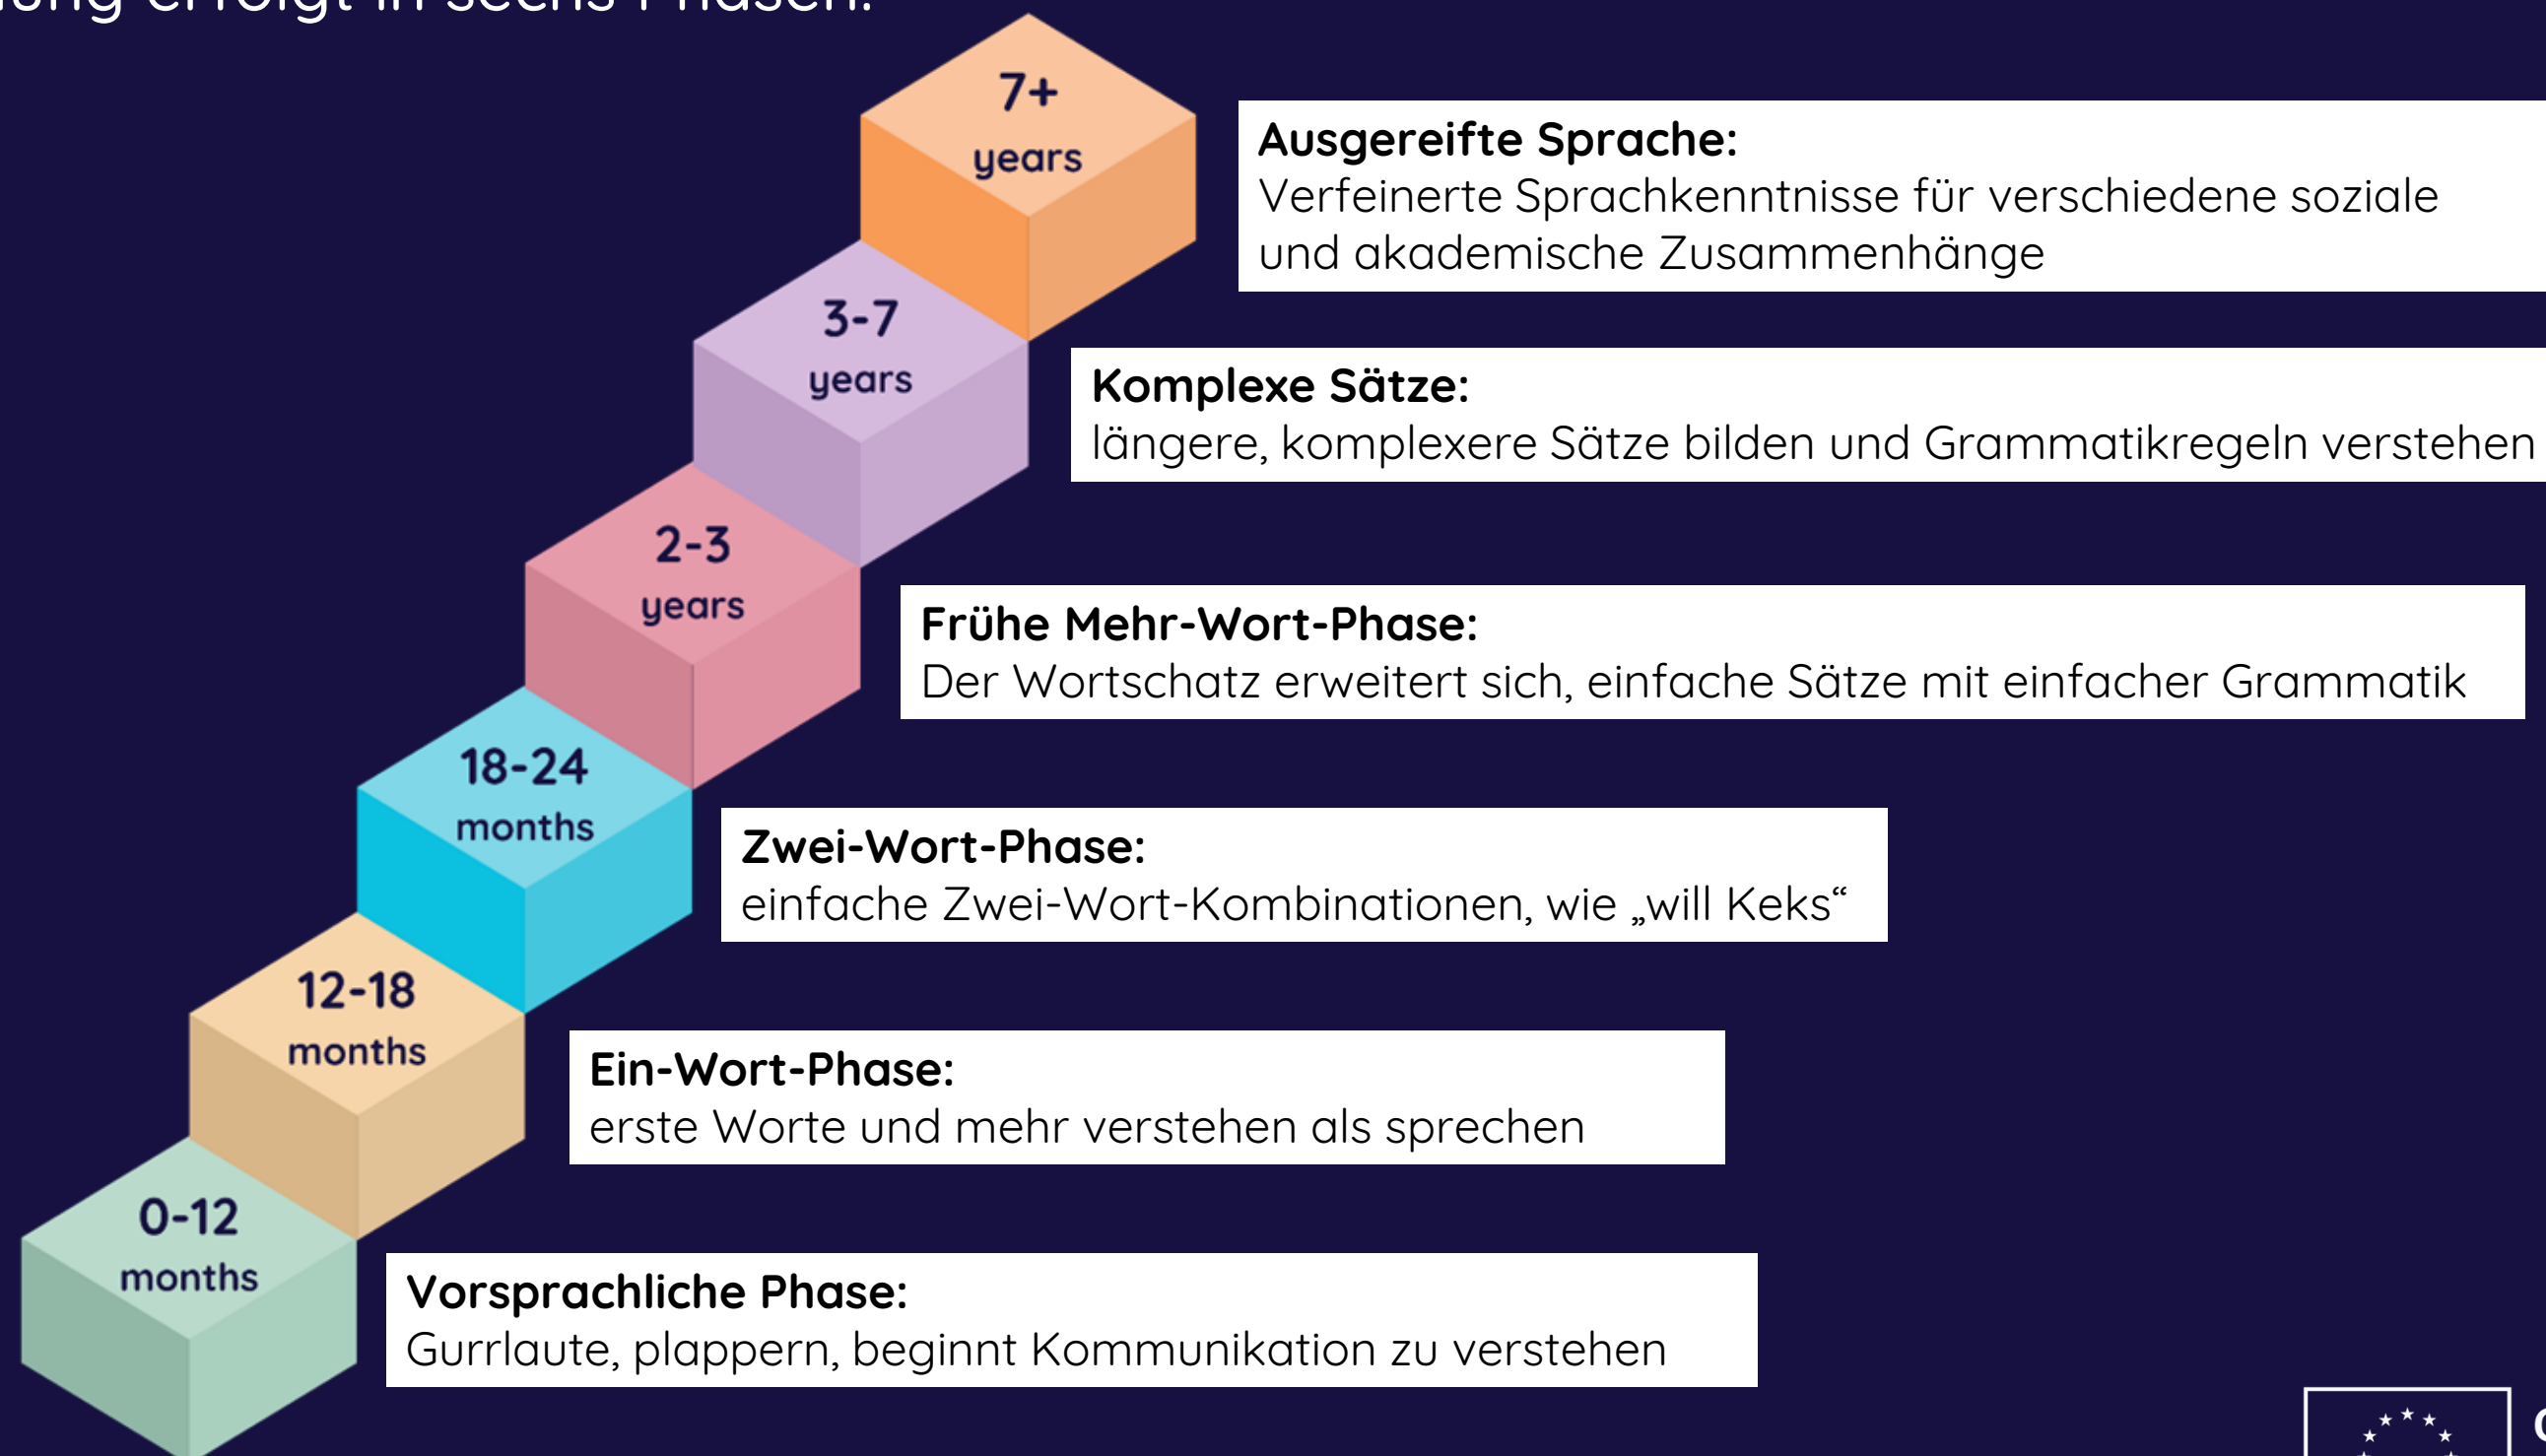 erfolgt in sechs Phasen:
7+
years
Ausgereifte Sprache:
Verfeinerte Sprachkenntnisse für verschiedene soziale
und akademische Zusammenhänge
3-7
years
Komplexe Sätze:
längere, komplexere Sätze bilden und Grammatikregeln verstehen
2-3
years
Frühe Mehr-Wort-Phase:
Der Wortschatz erweitert sich, einfache Sätze mit einfacher Grammatik
18-24
months
Zwei-Wort-Phase:
einfache Zwei-Wort-Kombinationen, wie „will Keks“
12-18
months
Ein-Wort-Phase:
erste Worte und mehr verstehen als sprechen
0-12
months
Vorsprachliche Phase:
Gurrlaute, plappern, beginnt Kommunikation zu verstehen